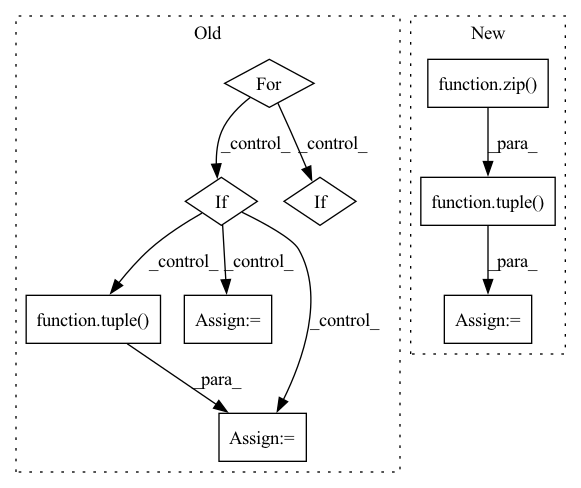 Old
New
For
function.zip()
_control_
_control_
_para_
If
If
function.tuple()
_control_
_control_
_control_
_para_
function.tuple()
Assign:=
Assign:=
_para_
Assign:=